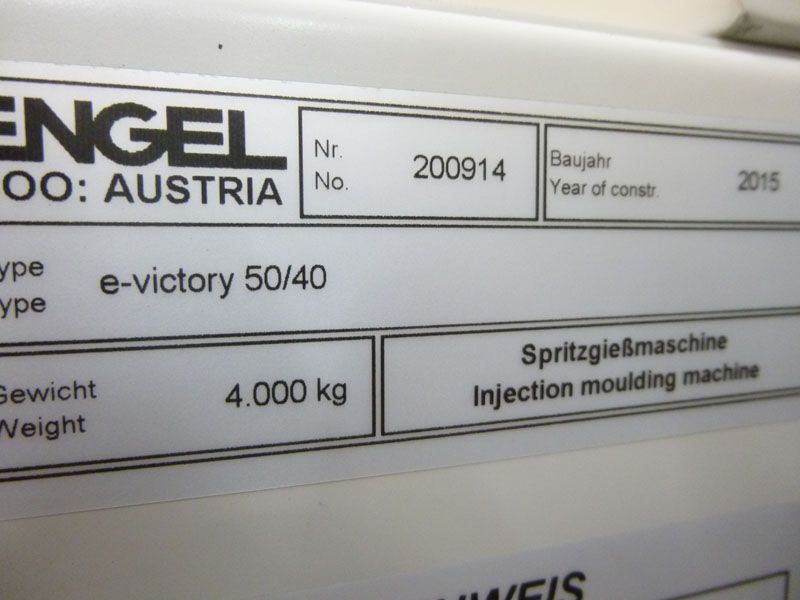 ENGEL
OO: AUSTRIA
Nr.
No.
200914
Baujahr
Year of constr.
2015
ype
ype
e-victory 50/40
Gewicht
Weight
4.000 kg
Spritzgießmaschine
Injection moulding machine